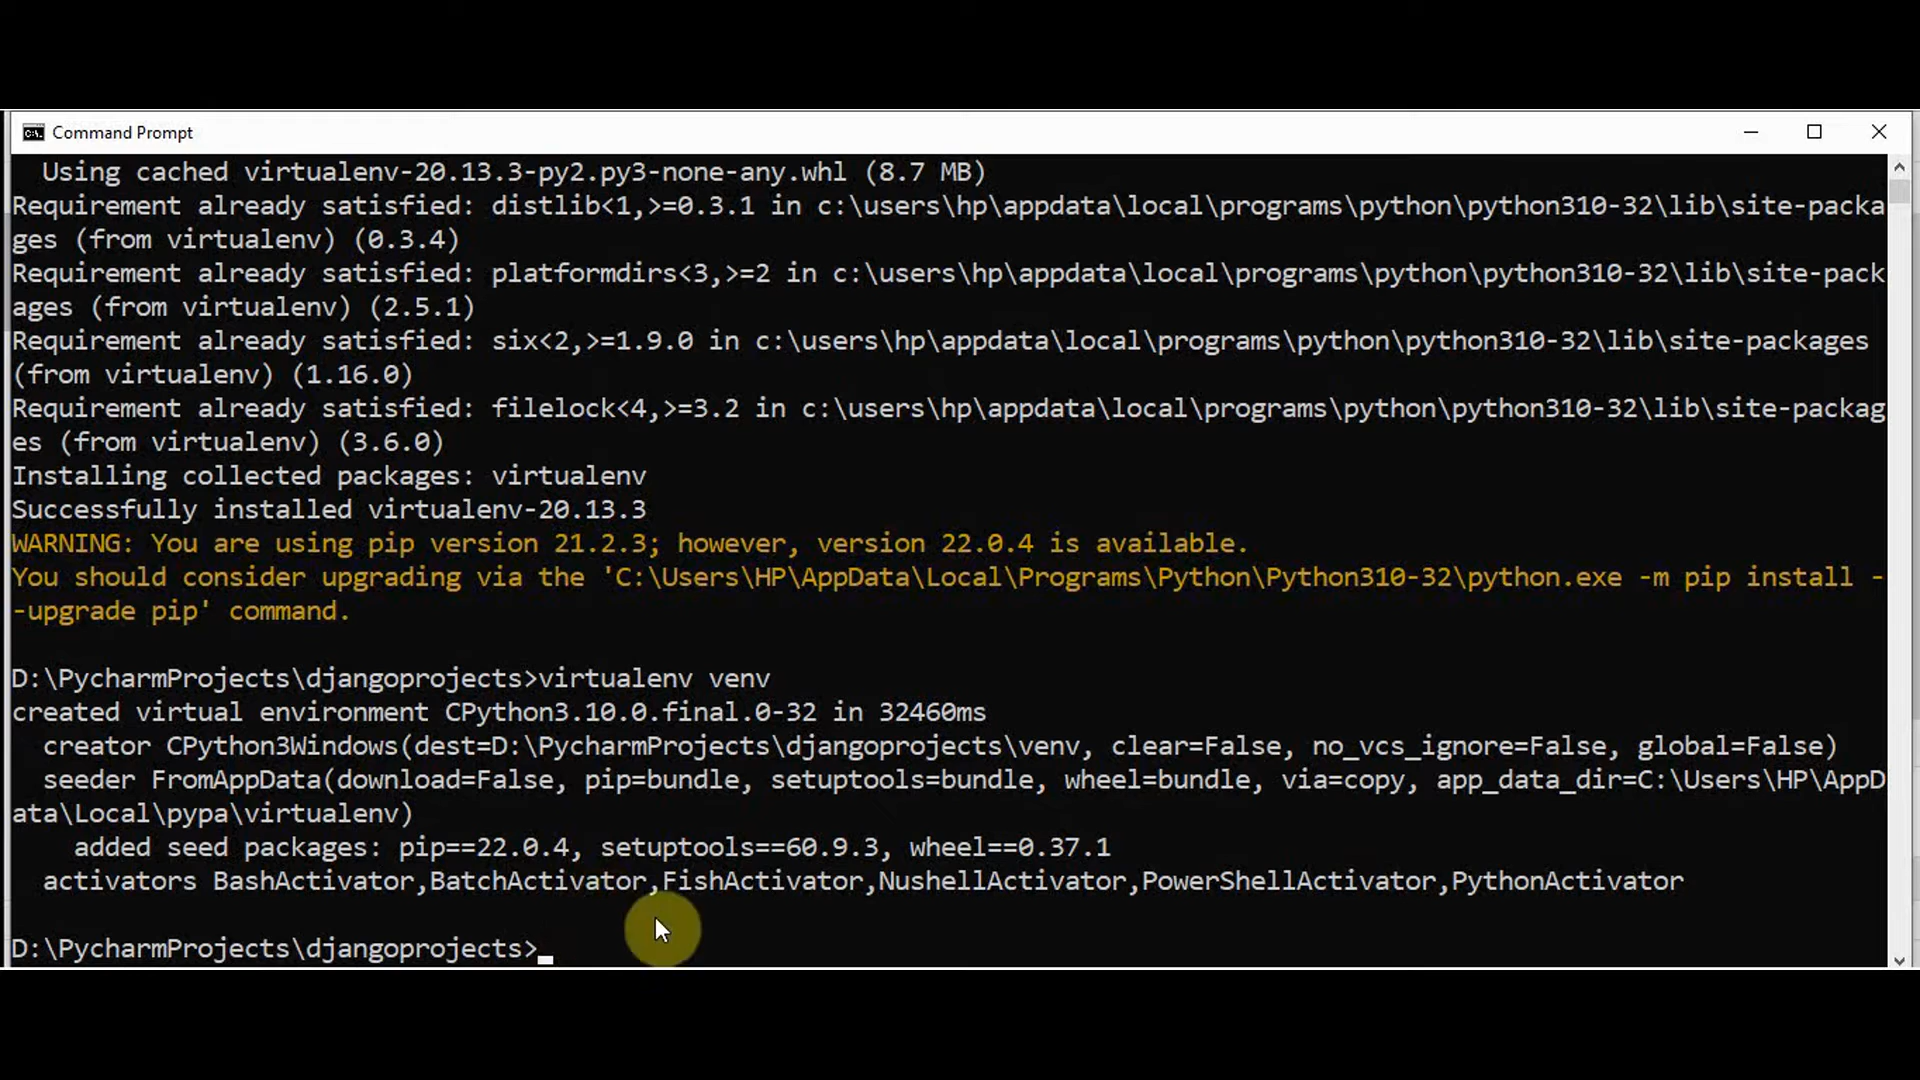 Command Prompt
Using cached virtualenv-20.13.3-py2.py3-none-any.whl (8.7 MB)
Requirement already satisfied: distlib<1,>=0.3.1 in c:\users\hp\appdata\local\programs\python\python310-32\lib\site-packa
ges (from virtualenv) (0.3.4)
Requirement already satisfied: platformdirs<3,>=2 in c:\users\hp\appdata\local\programs\python\python310-32\lib\site-pack
ages (from virtualenv) (2.5.1)
Requirement already satisfied: six<2,>=1.9.0 in c:\users\hp\appdata\local\programs\python\python310-32\lib\site-packages
(from virtualenv) (1.16.0)
Requirement already satisfied: filelock<4,>=3.2 in c:\users\hp\appdata\local\programs\python\python310-32\lib\site-packag
es (from virtualenv) (3.6.0)
Installing collected packages: virtualenv
Successfully installed virtualenv-20.13.3
WARNING: You are using pip version 21.2.3; however, version 22.0.4 is available.
You should consider upgrading via the 'C:\Users\HP\AppData\Local\Programs\Python\Python310-32\python.exe -m pip install -
-upgrade pip' command.
D:\PycharmProjects\djangoprojects>virtualenv venv
created virtual environment CPython3.10.0.final.0-32 in 32460ms
creator CPython3Windows(dest=D:\PycharmProjects\djangoprojects\venv, clear=False, no_vcs_ignore=False, global=False)
seeder FromAppData(download=False, pip=bundle, setuptools=bundle, wheel=bundle, via=copy, app_data_dir=C:\Users\HP\AppD
ata\Local\pypa\virtualenv)
added seed packages: pip==22.0.4, setuptools==60.9.3, wheel==0.37.1
activators BashActivator,BatchActivator,FishActivator,NushellActivator,PowerShellActivator,PythonActivator
D:\PycharmProjects\djangoprojects>